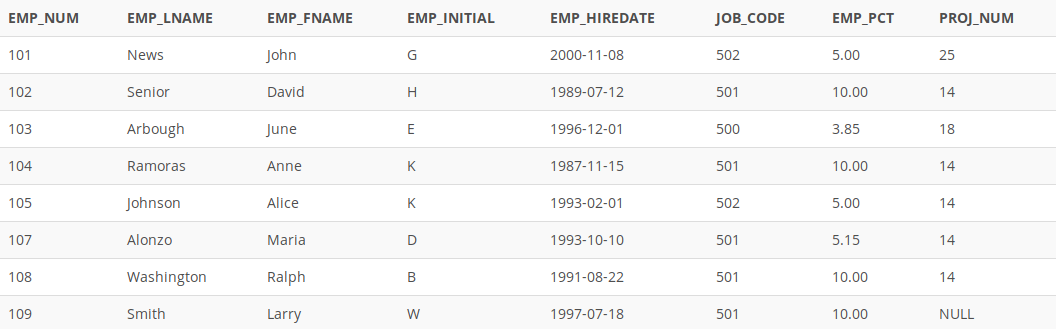 EMP_NUM EMP_LNAME EMP_FNAME EMP_INITIAL EMP_HIREDATE JOB_CODE EMP_PCT PROJ_NUM
101 News John G 2000-11-08 502 5.00 25
102 Senior David H 1989-07-12 501 10.00 14
103 Arbough June E 1996-12-01 500 3.85 18
104 Ramoras Anne K 1987-11-15 501 10.00 14
105 Johnson Alice K 1993-02-01 502 5.00 14
107 Alonzo Maria D 1993-10-10 501 5.15 14
108 Washington Ralph B 1991-08-22 501 10.00 14
109 Smith Larry W 1997-07-18 501 10.00 NULL